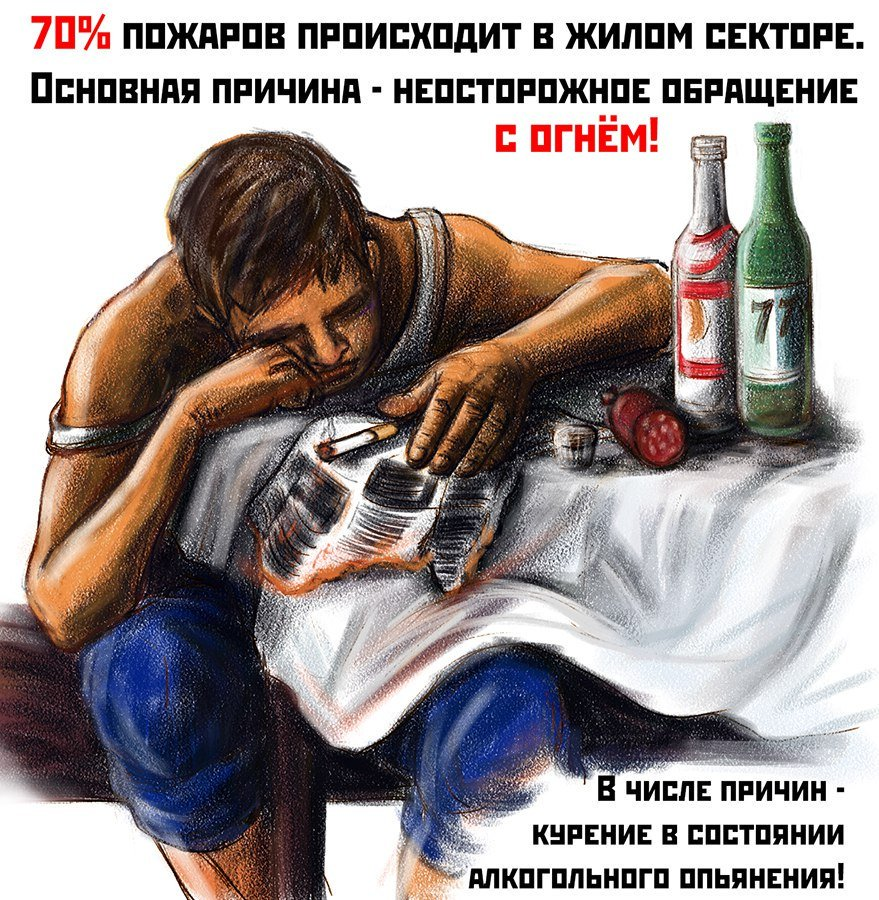 70% пожаров происходит в жилом секторе.
Основная причина - неосторожное обращение
с огнём!
77
В числе причин -
курение в состоянии
алкогольного опьянения!